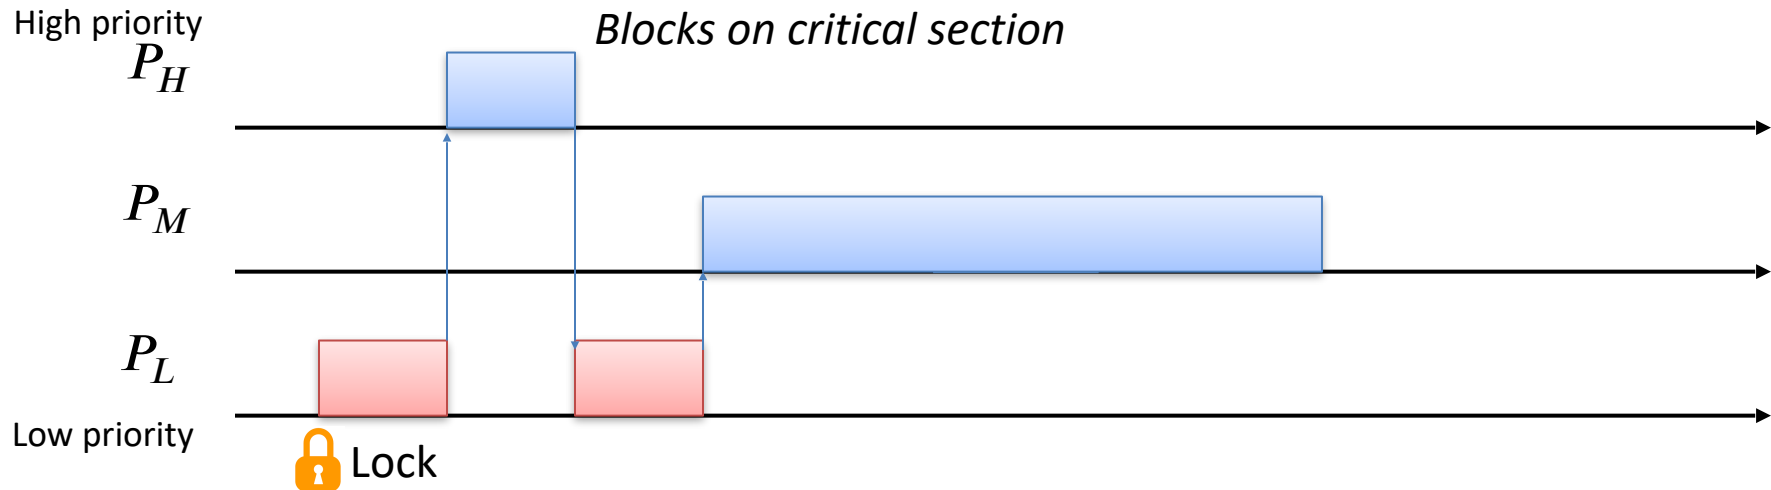 High priority
Blocks on critical section
P_H
P_M
P_L
Low priority
Lock